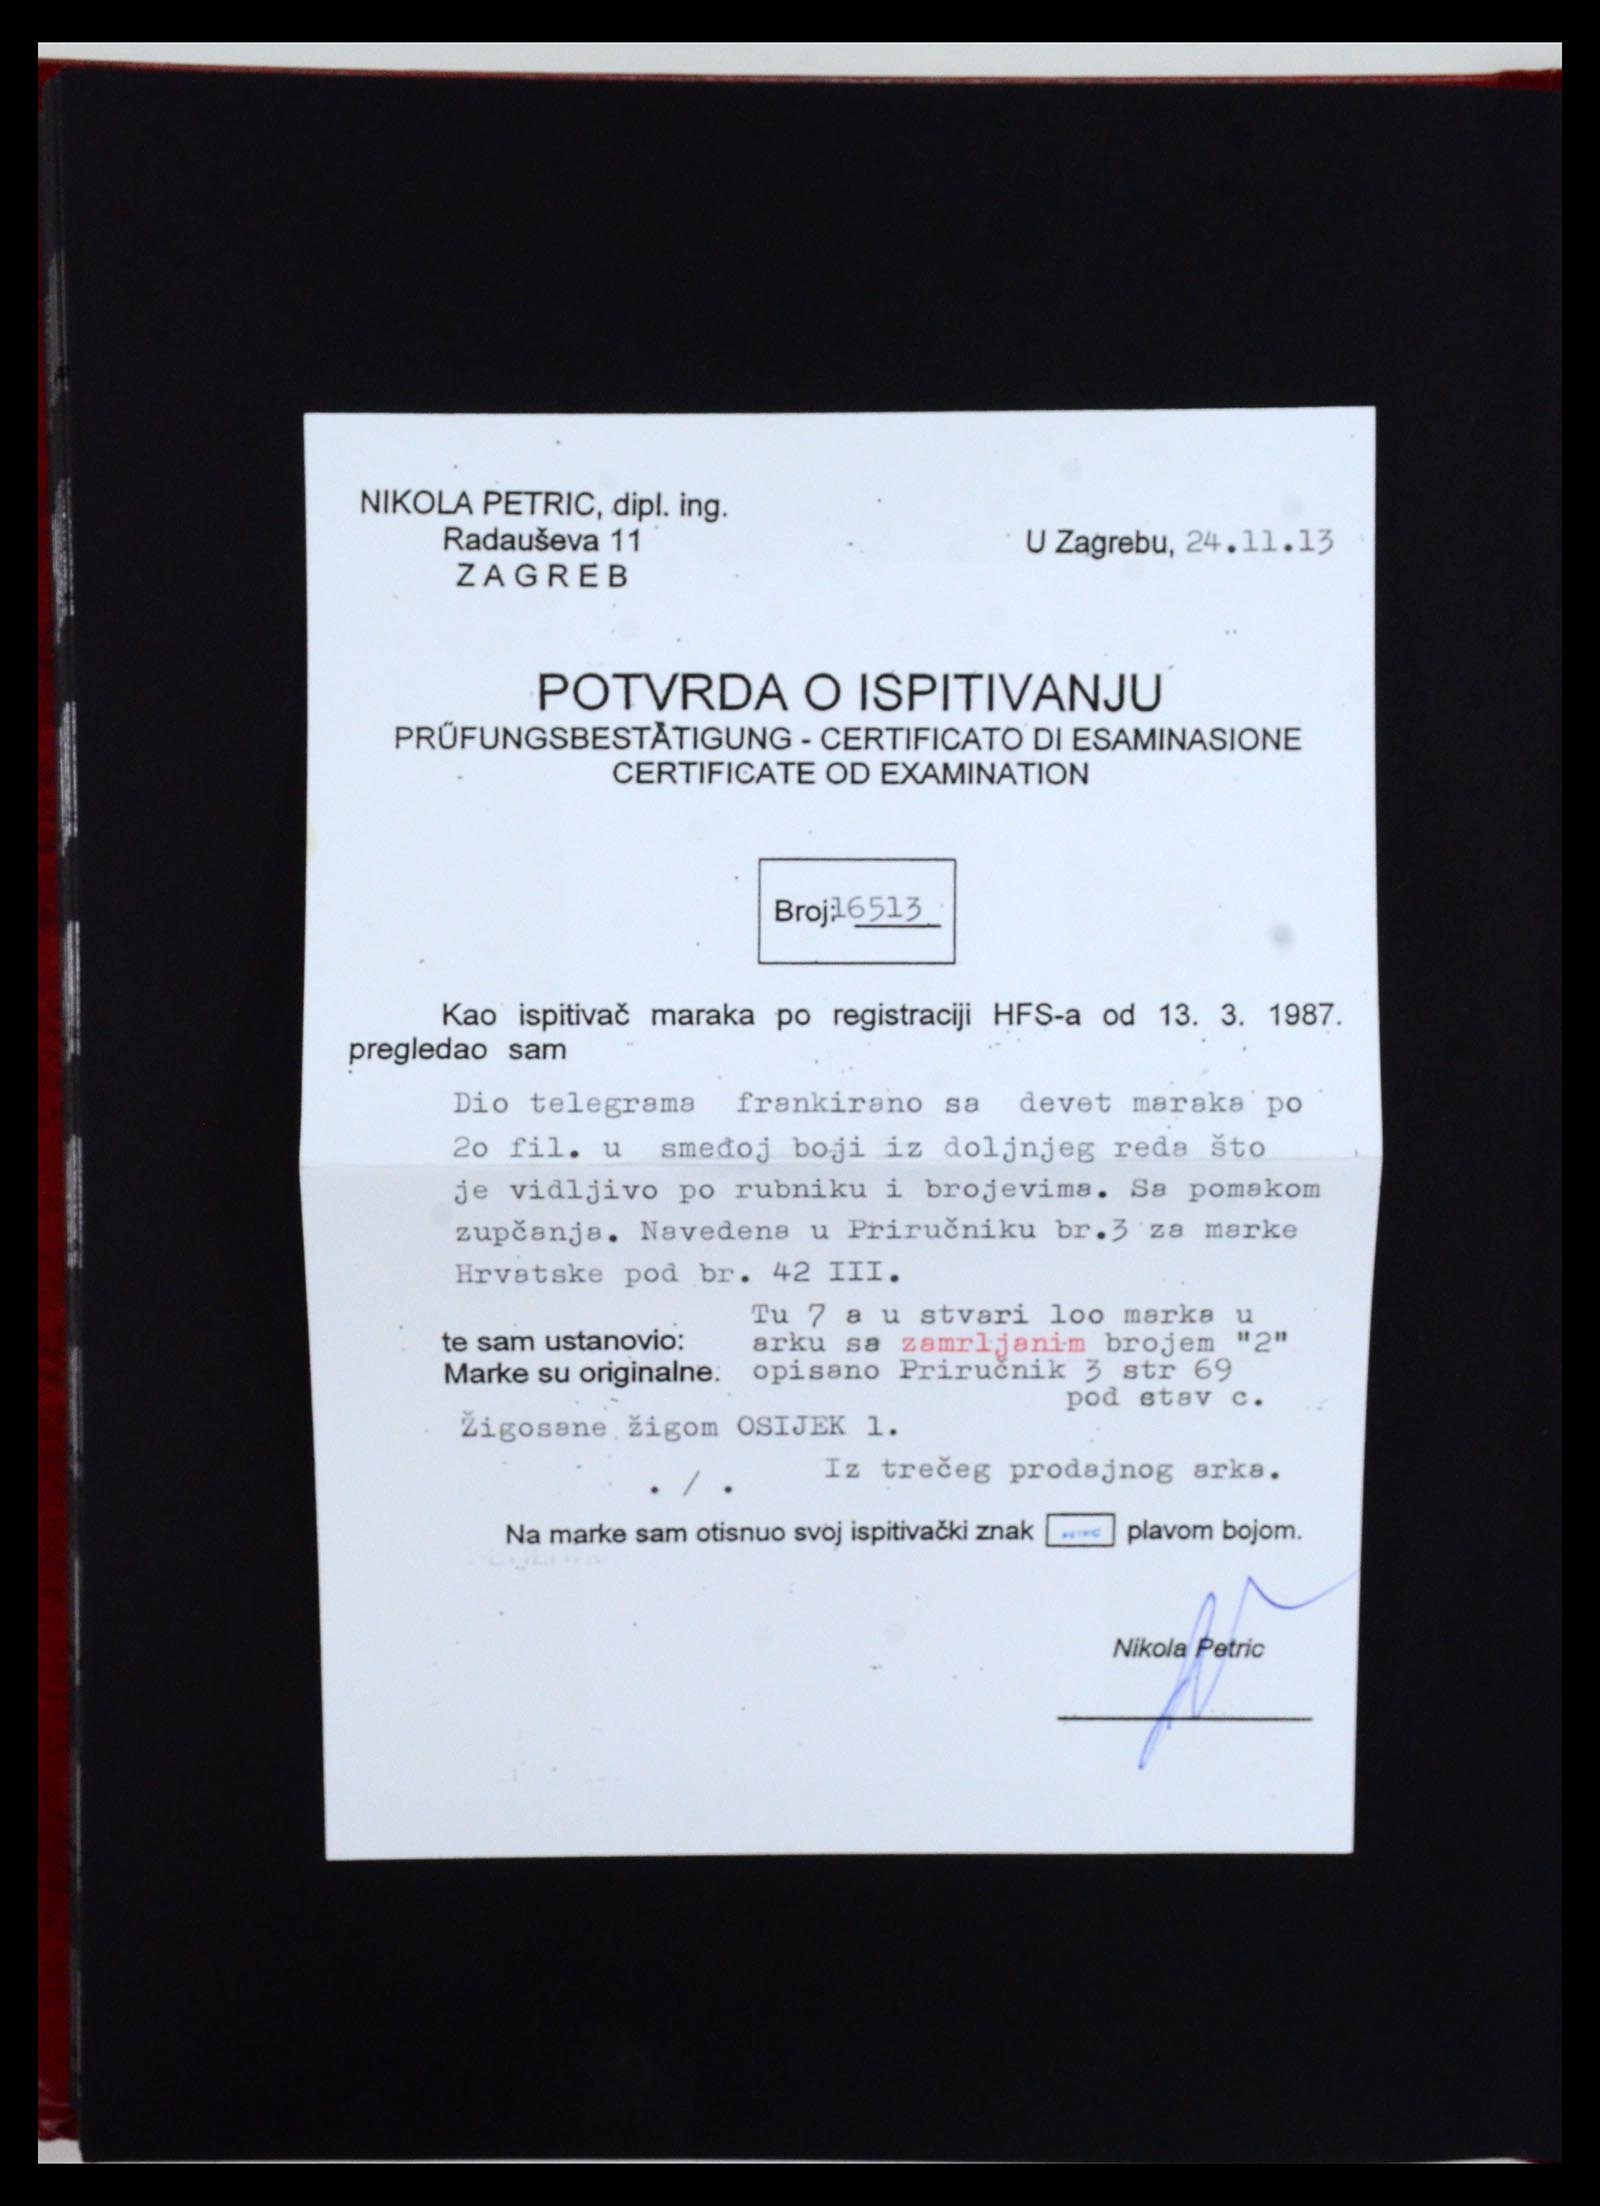 NIKOLA PETRIC, dipl. ing.
Radauševa 11
ZAGREB
U Zagrebu, 24.11.13
POTVRDA O ISPITIVANJU
PRŰFUNGSBESTÄTIGUNG - CERTIFICATO DI ESAMINASIONE
CERTIFICATE OD EXAMINATION
Broj:16513
Kao ispitivač maraka po registraciji HFS-a od 13. 3. 1987.
pregledao sam
Dio telegrama frankirano sa devet maraka po
2o fil. u smeđoj boji iz doljnjeg reda što
je vidljivo po rubniku i brojevima. Sa pomakom
zupčanja. Navedena u Priručniku br.3 za marke
Hrvatske pod br. 42 III.
Tu 7 a u stvari loo marka u
te sam ustanovio: arku sa zamrljanim brojem "2"
Marke su originalne. opisano Priručnik 3 str 69
pod stav c.
Žigosane žigom OSIJEK 1.
Iz trečeg prodajnog arka.
. / .
Na marke sam otisnuo svoj ispitivački znak PETRIC plavom bojom.
Nikola Petric